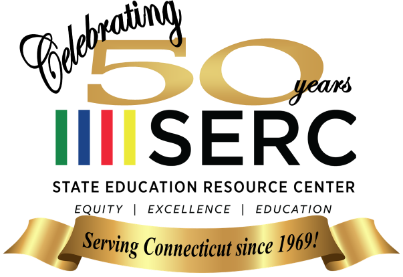 Celebrating
50
years
SERC
STATE EDUCATION RESOURCE CENTER
EQUITY | EXCELLENCE | EDUCATION
Serving Connecticut since 1969!